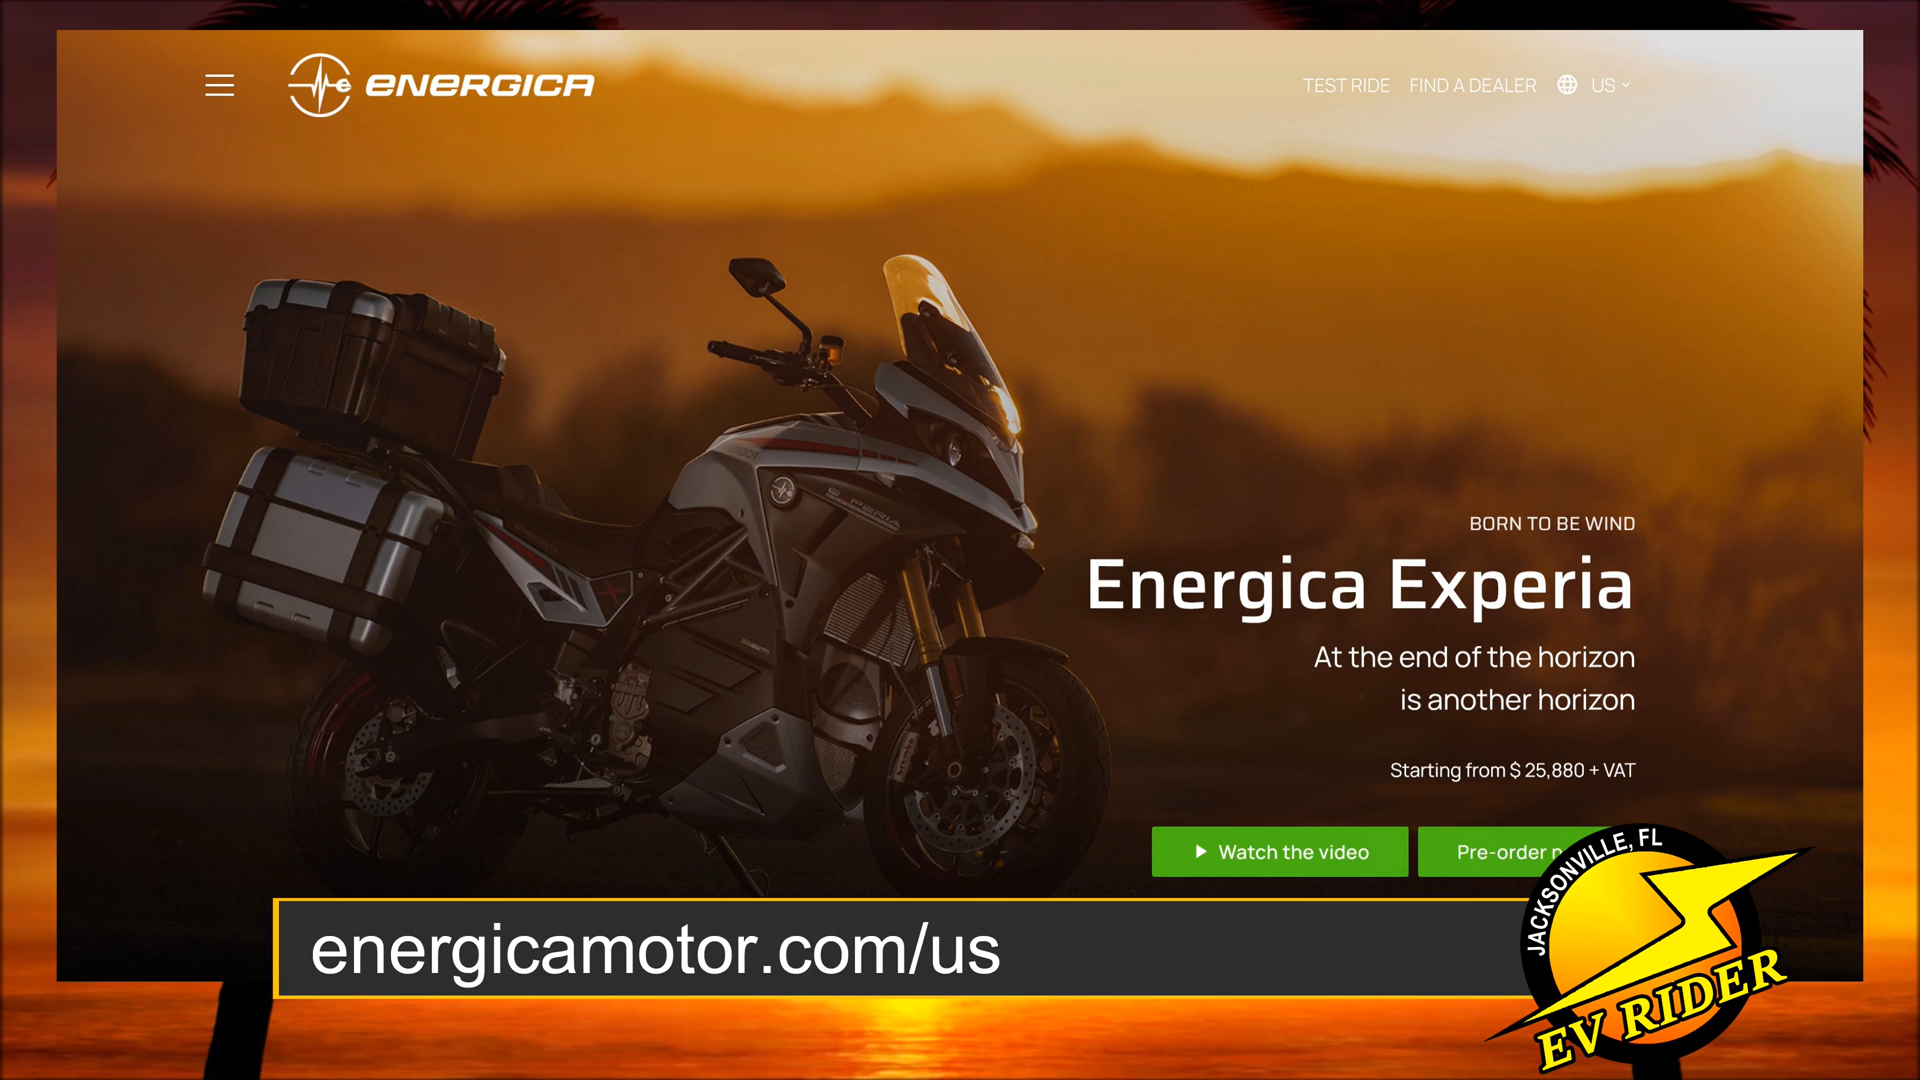 ENERGICA
TEST RIDE FIND A DEALER US
EXPERIA
BORN TO BE WIND
Energica Experia
At the end of the horizon
is another horizon
brembo
Starting from $ 25,880 + VAT
Watch the video
Pre-order
energicamotor.com/us
JACKSONVILLE, FL
EV RIDER